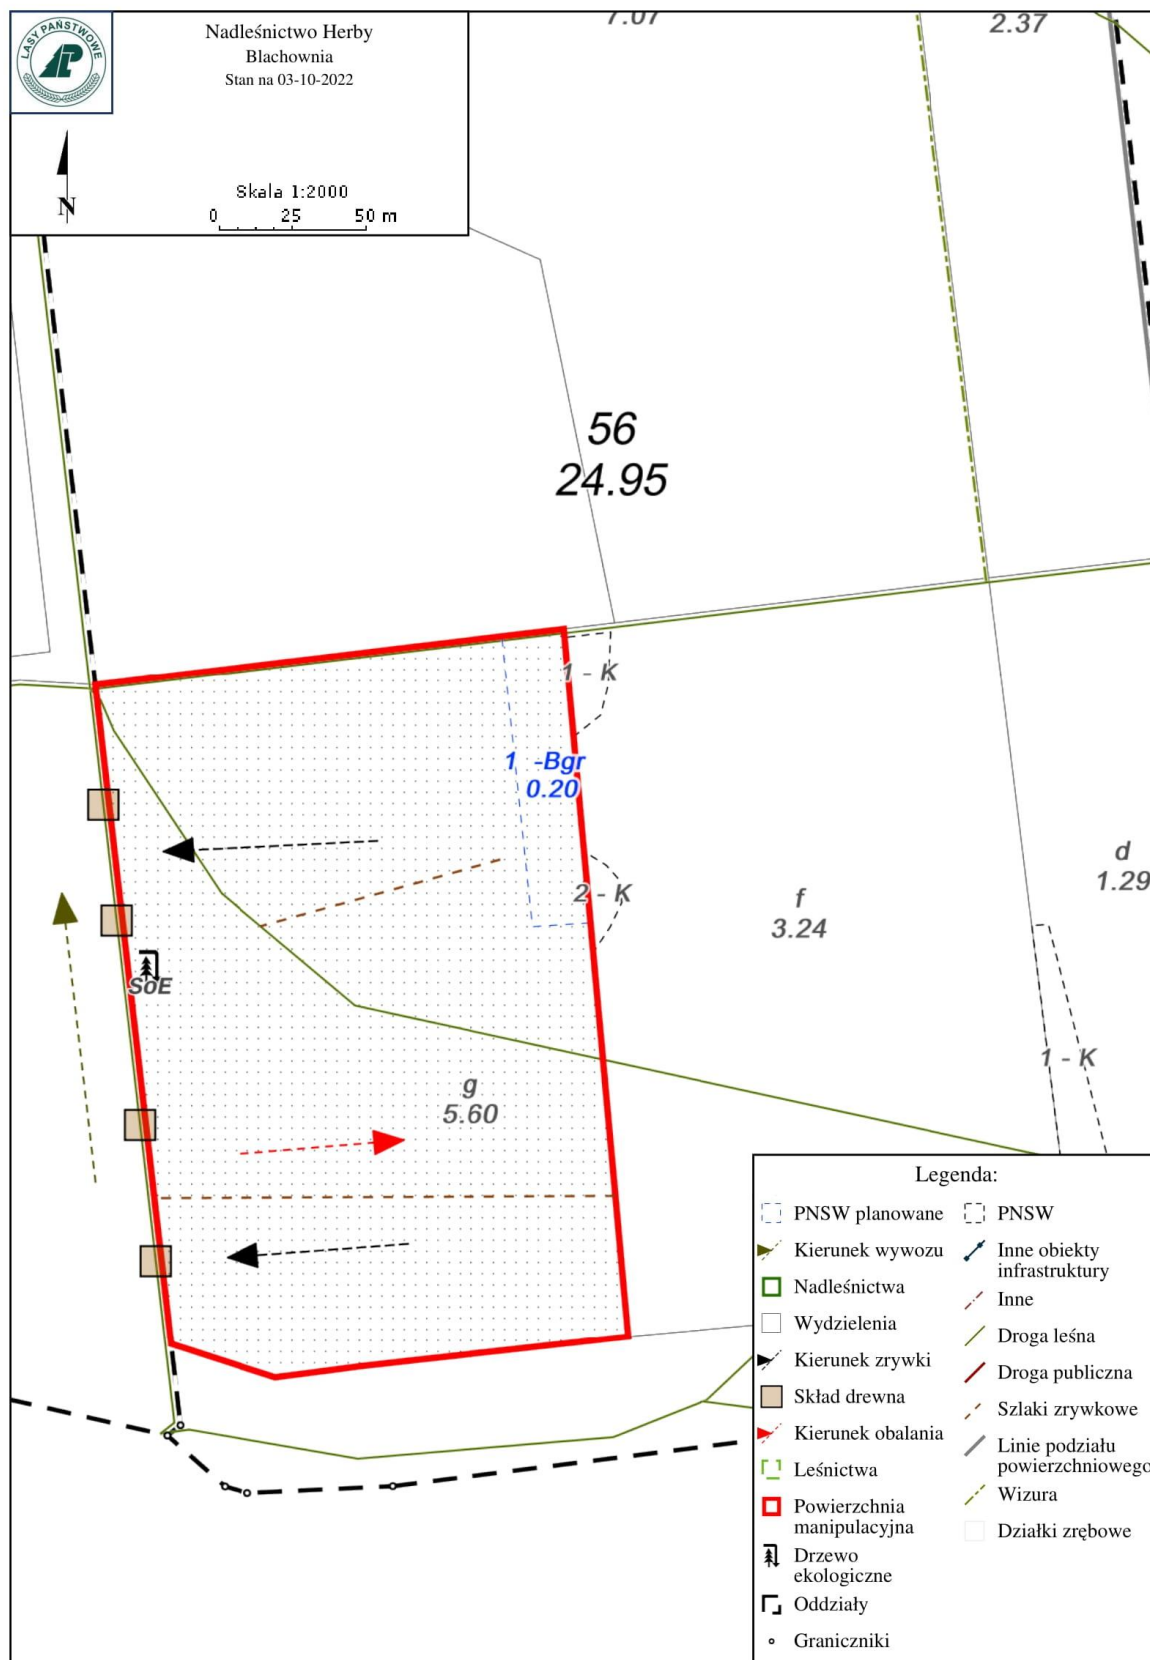 LASY PAŃSTWOWE
Nadleśnictwo Herby
Blachownia
Stan na 03-10-2022
N
Skala 1:2000
0 25 50 m
7.07
2.37
56
24.95
1 - K
1 -Bgr
0.20
2 - K
f
3.24
d
1.29
SoE
1 - K
g
5.60
Legenda:
PNSW planowane
Kierunek wywozu
Nadleśnictwa
Wydzielenia
Kierunek zrywki
Skład drewna
Kierunek obalania
Leśnictwa
Powierzchnia
manipulacyjna
Drzewo
ekologiczne
Oddziały
Graniczniki
PNSW
Inne obiekty
infrastruktury
Inne
Droga leśna
Droga publiczna
Szlaki zrywkowe
Linie podziału
powierzchniowego
Wizura
Działki zrębowe